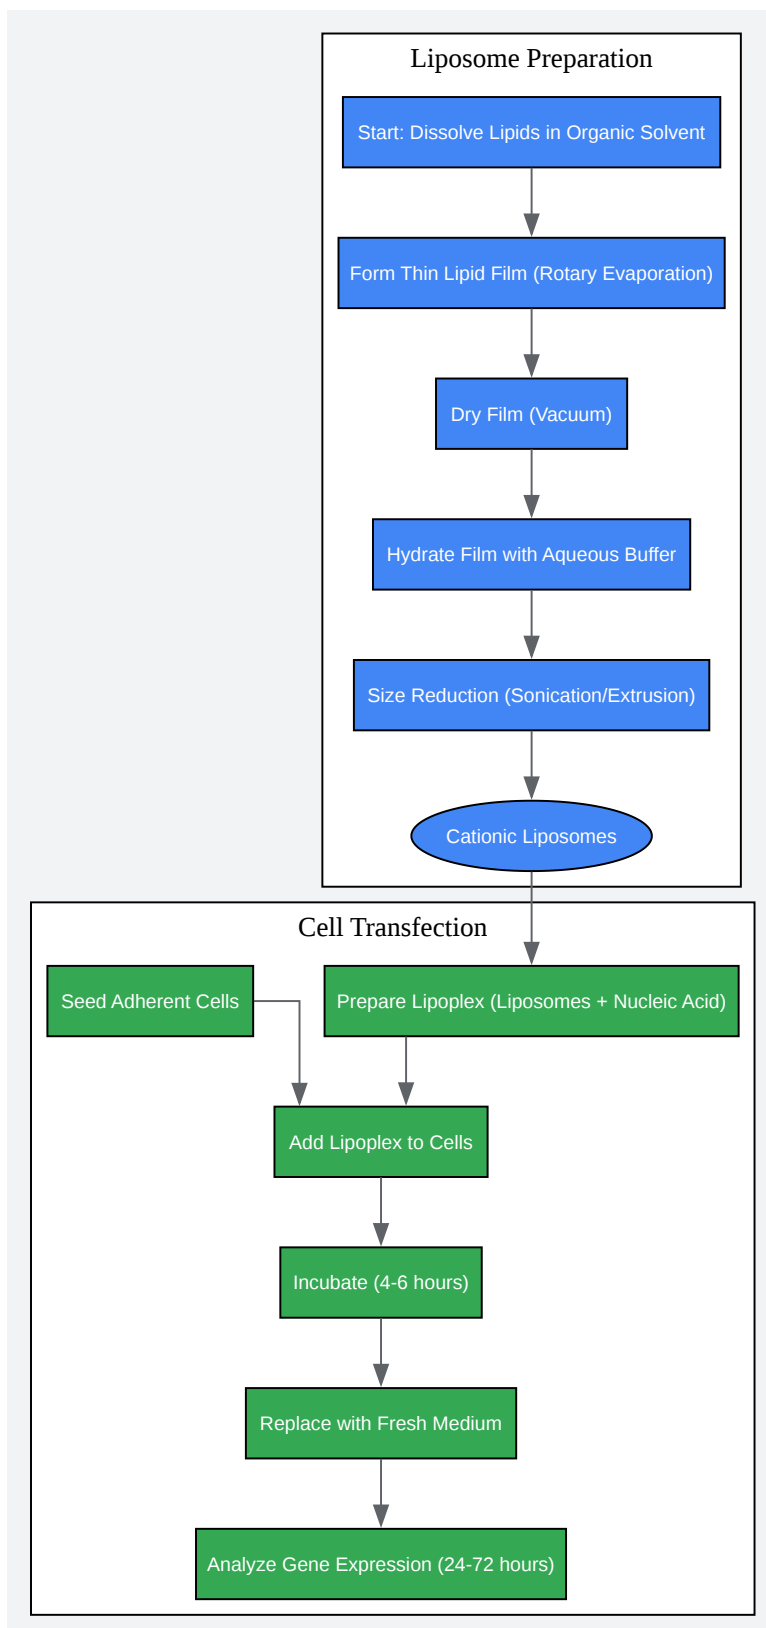 Liposome Preparation
Start: Dissolve Lipids in Organic Solvent
Form Thin Lipid Film (Rotary Evaporation)
Dry Film (Vacuum)
Hydrate Film with Aqueous Buffer
Size Reduction (Sonication/Extrusion)
Cationic Liposomes
Cell Transfection
Seed Adherent Cells
Prepare Lipoplex (Liposomes + Nucleic Acid)
Add Lipoplex to Cells
Incubate (4-6 hours)
Replace with Fresh Medium
Analyze Gene Expression (24-72 hours)